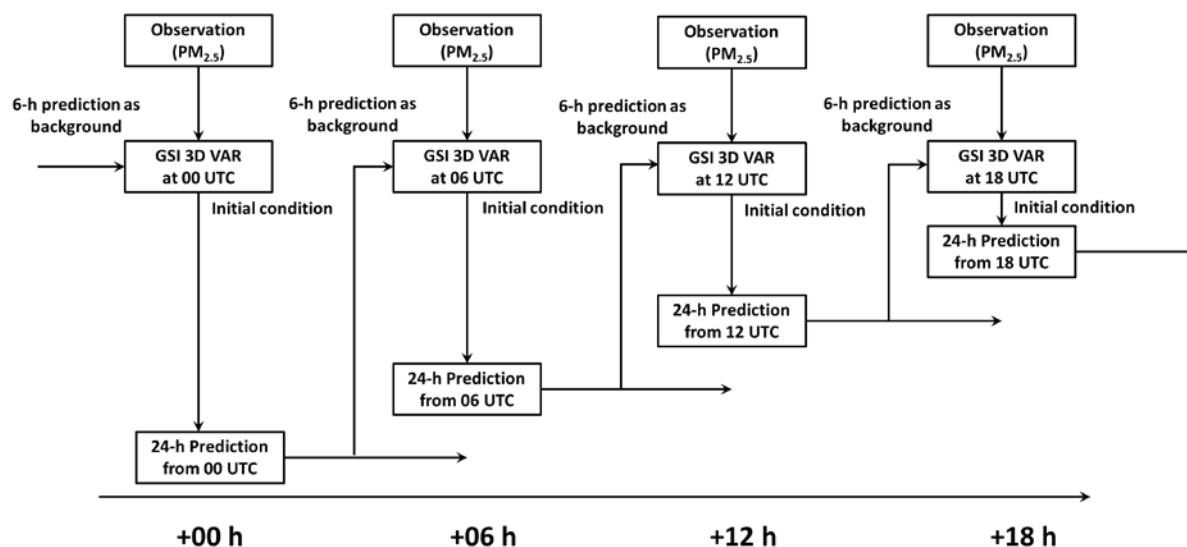 Observation
(PM2.5)
Observation
(PM2.5)
Observation
(PM2.5)
Observation
(PM2.5)
6-h prediction as
background
6-h prediction as
background
6-h prediction as
background
6-h prediction as
background
GSI 3D VAR
at 00 UTC
GSI 3D VAR
at 06 UTC
GSI 3D VAR
at 12 UTC
GSI 3D VAR
at 18 UTC
Initial condition
Initial condition
Initial condition
Initial condition
24-h Prediction
from 18 UTC
24-h Prediction
from 12 UTC
24-h Prediction
from 06 UTC
24-h Prediction
from 00 UTC
+00 h
+06 h
+12 h
+18 h